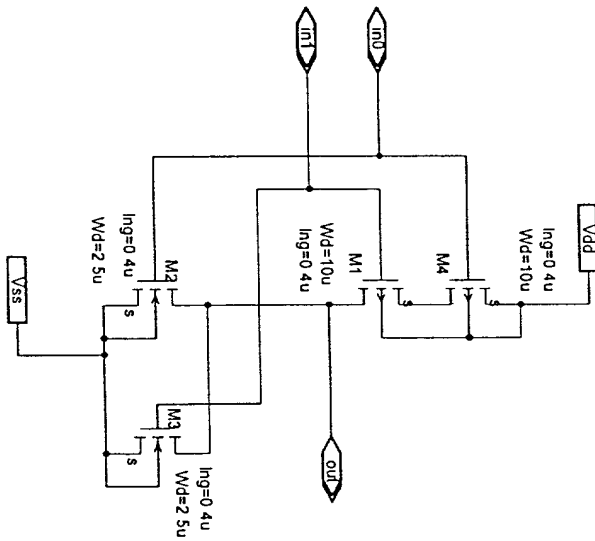 Vdd
lng=0 4u
Wd=10u
s
M4
in0
s
M1
Wd=10u
lng=0 4u
in1
out
M2
lng=0 4u
Wd=2 5u
s
lng=0 4u
Wd=2 5u
M3
s
Vss